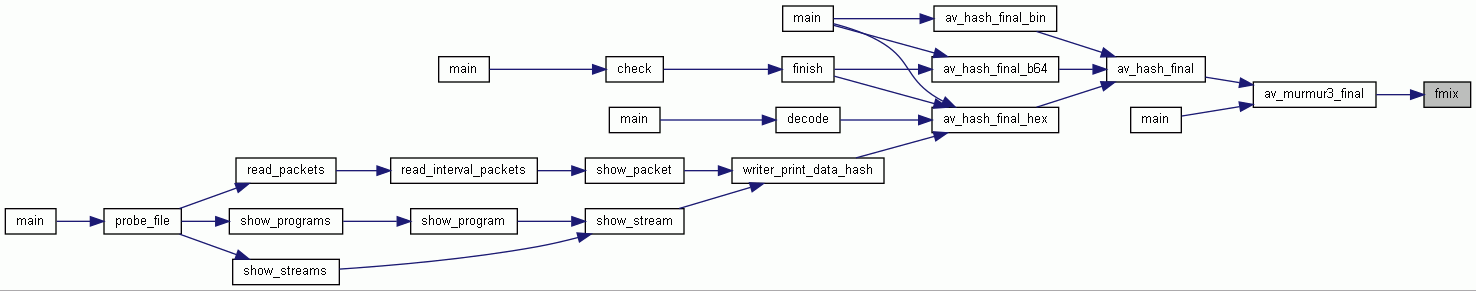 main
av_hash_final_bin
main
check
finish
av_hash_final_b64
av_hash_final
av_murmur3_final
fmix
main
decode
av_hash_final_hex
main
read_packets
read_interval_packets
show_packet
writer_print_data_hash
main
probe_file
show_programs
show_program
show_stream
show_streams